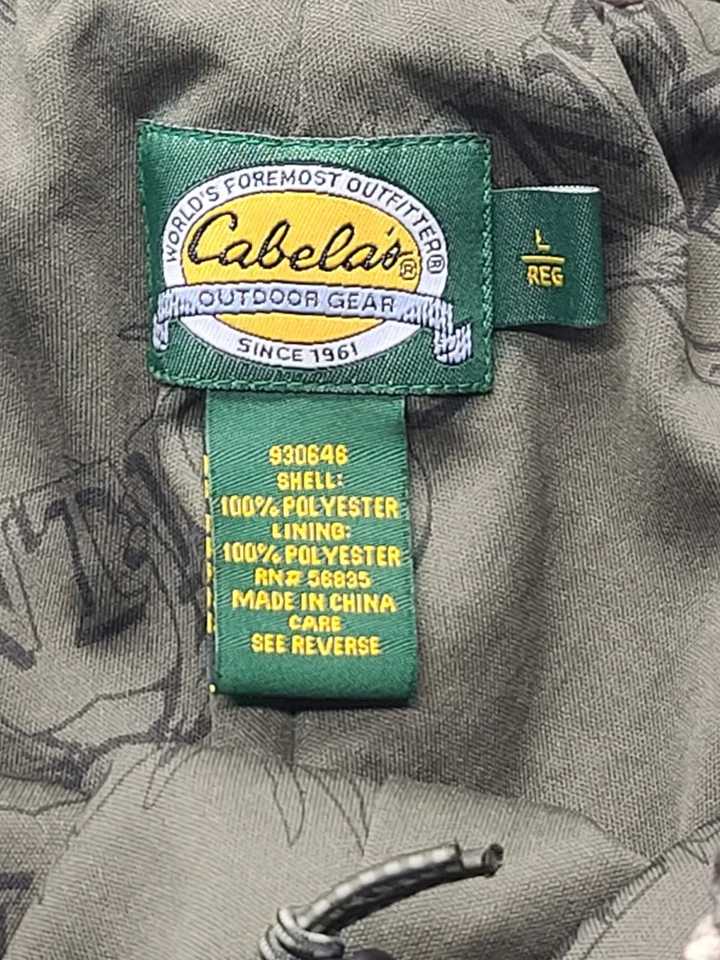 WORLD'S FOREMOST OUTFITTER®
Cabela's®
OUTDOOR GEAR
SINCE 1961
L
REG
930646
SHELL:
100% POLYESTER
LINING:
100% POLYESTER
RN# 56835
MADE IN CHINA
CARE
SEE REVERSE